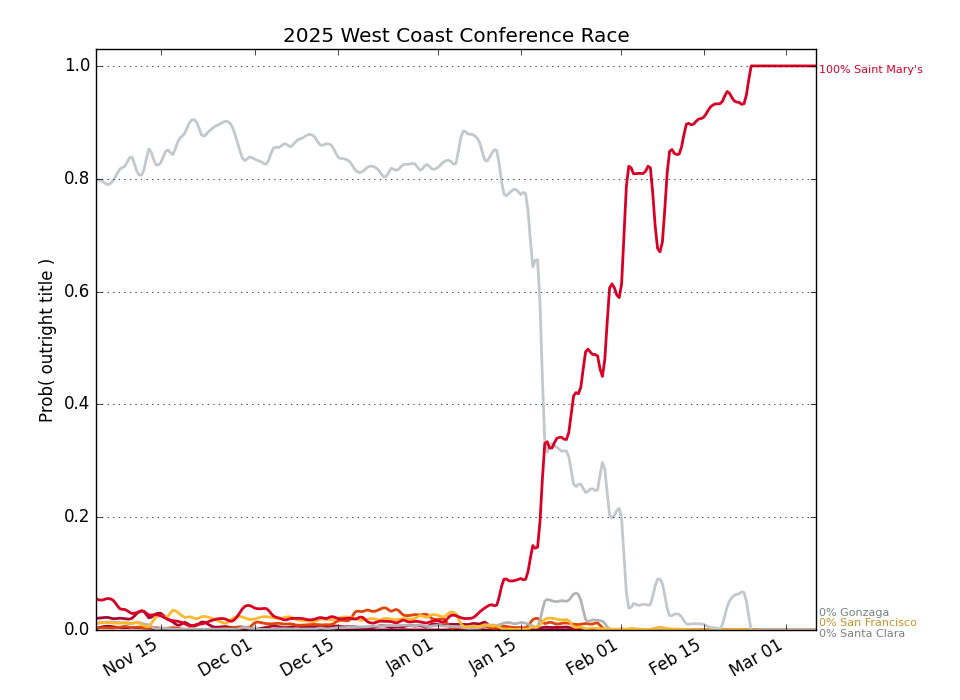 2025 West Coast Conference Race
Prob( outright title )
1.0
0.8
0.6
0.4
0.2
0.0
Nov 15
Dec 01
Dec 15
Jan 01
Jan 15
Feb 01
Feb 15
Mar 01
100% Saint Mary's
0% Gonzaga
0% San Francisco
0% Santa Clara